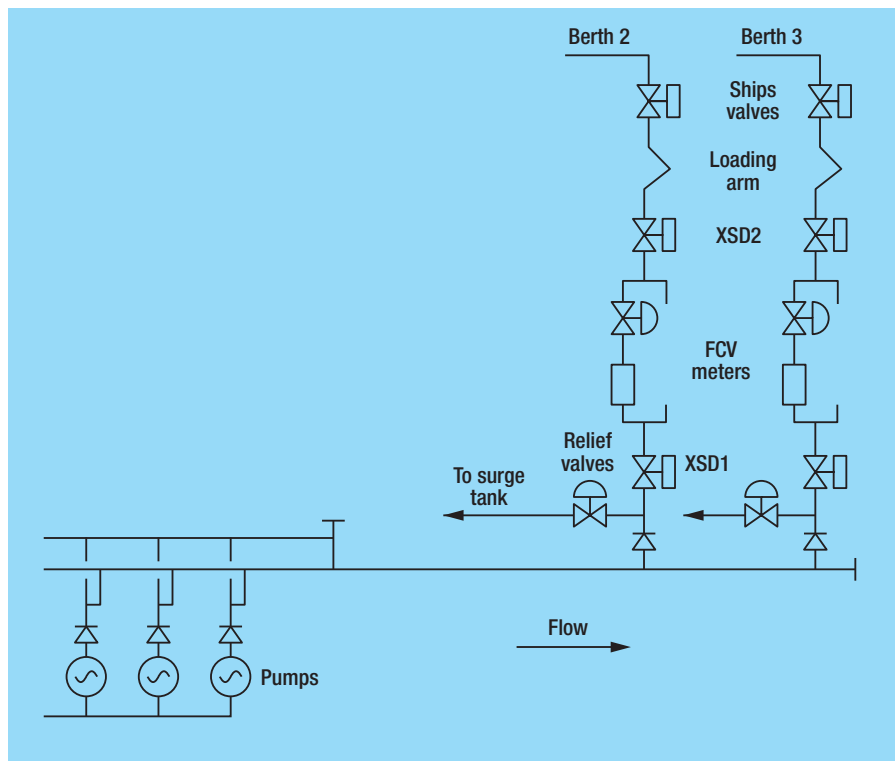 Berth 2
Berth 3
Ships
valves
Loading
arm
XSD2
FCV
meters
Relief
valves
XSD1
To surge
tank
Flow
Pumps